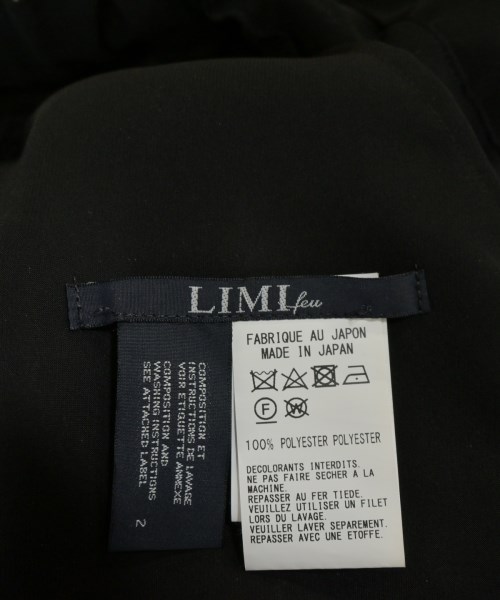 LIMI feu
COMPOSITION ET
INSTRUCTIONS DE LAVAGE
VOIR ETIQUETTE ANNEXE
COMPOSITION AND
WASHING INSTRUCTIONS
SEE ATTACHED LABEL
2
FABRIQUE AU JAPON
MADE IN JAPAN
F
W
100% POLYESTER POLYESTER
DECOLORANTS INTERDITS.
NE PAS FAIRE SECHER A LA
MACHINE.
REPASSER AU FER TIEDE.
VEUILLEZ UTILISER UN FILET
LORS DU LAVAGE.
VEUILLER LAVER SEPAREMENT.
REPASSER AVEC UNE ETOFFE.